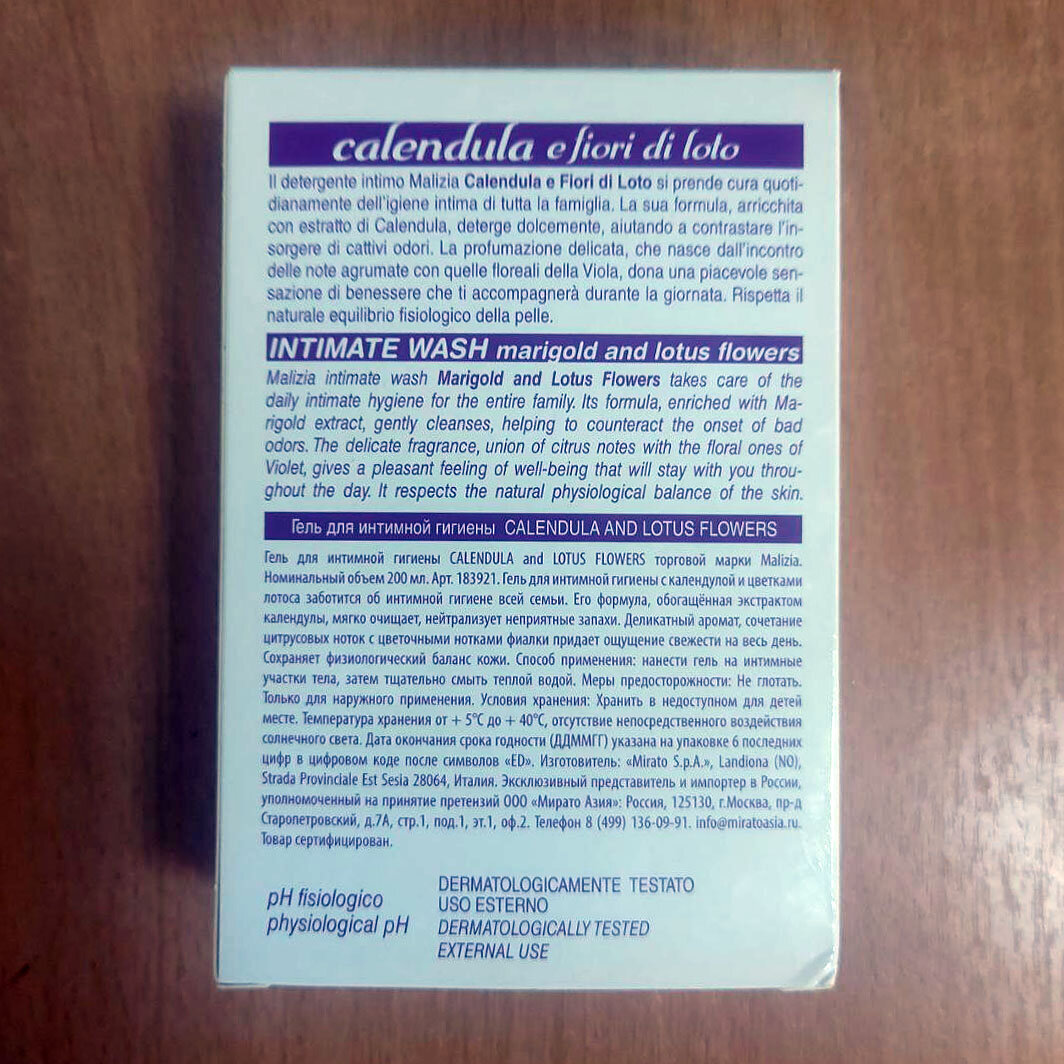 calendula e fiori di loto
Il detergente intimo Malizia Calendula e Fiori di Loto si prende cura quoti-
dianamente dell'igiene intima di tutta la famiglia. La sua formula, arricchita
con estratto di Calendula, deterge dolcemente, aiutando a contrastare l'in-
sorgere di cattivi odori. La profumazione delicata, che nasce dall'incontro
delle note agrumate con quelle floreali della Viola, dona una piacevole sen-
sazione di benessere che ti accompagnerà durante la giornata. Rispetta il
naturale equilibrio fisiologico della pelle.
INTIMATE WASH marigold and lotus flowers
Malizia intimate wash Marigold and Lotus Flowers takes care of the
daily intimate hygiene for the entire family. Its formula, enriched with Ma-
rigold extract, gently cleanses, helping to counteract the onset of bad
odors. The delicate fragrance, union of citrus notes with the floral ones of
Violet, gives a pleasant feeling of well-being that will stay with you throu-
ghout the day. It respects the natural physiological balance of the skin.
Гель для интимной гигиены CALENDULA AND LOTUS FLOWERS
Гель для интимной гигиены CALENDULA and LOTUS FLOWERS торговой марки Malizia.
Номинальный объем 200 мл. Арт. 183921. Гель для интимной гигиены с календулой и цветками
лотоса заботится об интимной гигиене всей семьи. Его формула, обогащённая экстрактом
календулы, мягко очищает, нейтрализует неприятные запахи. Деликатный аромат, сочетание
цитрусовых ноток с цветочными нотками фиалки придает ощущение свежести на весь день.
Сохраняет физиологический баланс кожи. Способ применения: нанести гель на интимные
участки тела, затем тщательно смыть теплой водой. Меры предосторожности: Не глотать.
Только для наружного применения. Условия хранения: Хранить в недоступном для детей
месте. Температура хранения от + 5°C до + 40°C, отсутствие непосредственного воздействия
солнечного света. Дата окончания срока годности (ДДММГГ) указана на упаковке 6 последних
цифр в цифровом коде после символов «ED». Изготовитель: «Mirato S.p.A.», Landiona (NO),
Strada Provinciale Est Sesia 28064, Италия. Эксклюзивный представитель и импортер в России,
уполномоченный на принятие претензий ООО «Мирато Азия»: Россия, 125130, г.Москва, пр-д
Старопетровский, д.7А, стр.1, под.1, эт.1, оф.2. Телефон 8 (499) 136-09-91. info@miratoasia.ru.
Товар сертифицирован.
pH fisiologico
physiological pH
DERMATOLOGICAMENTE TESTATO
USO ESTERNO
DERMATOLOGICALLY TESTED
EXTERNAL USE